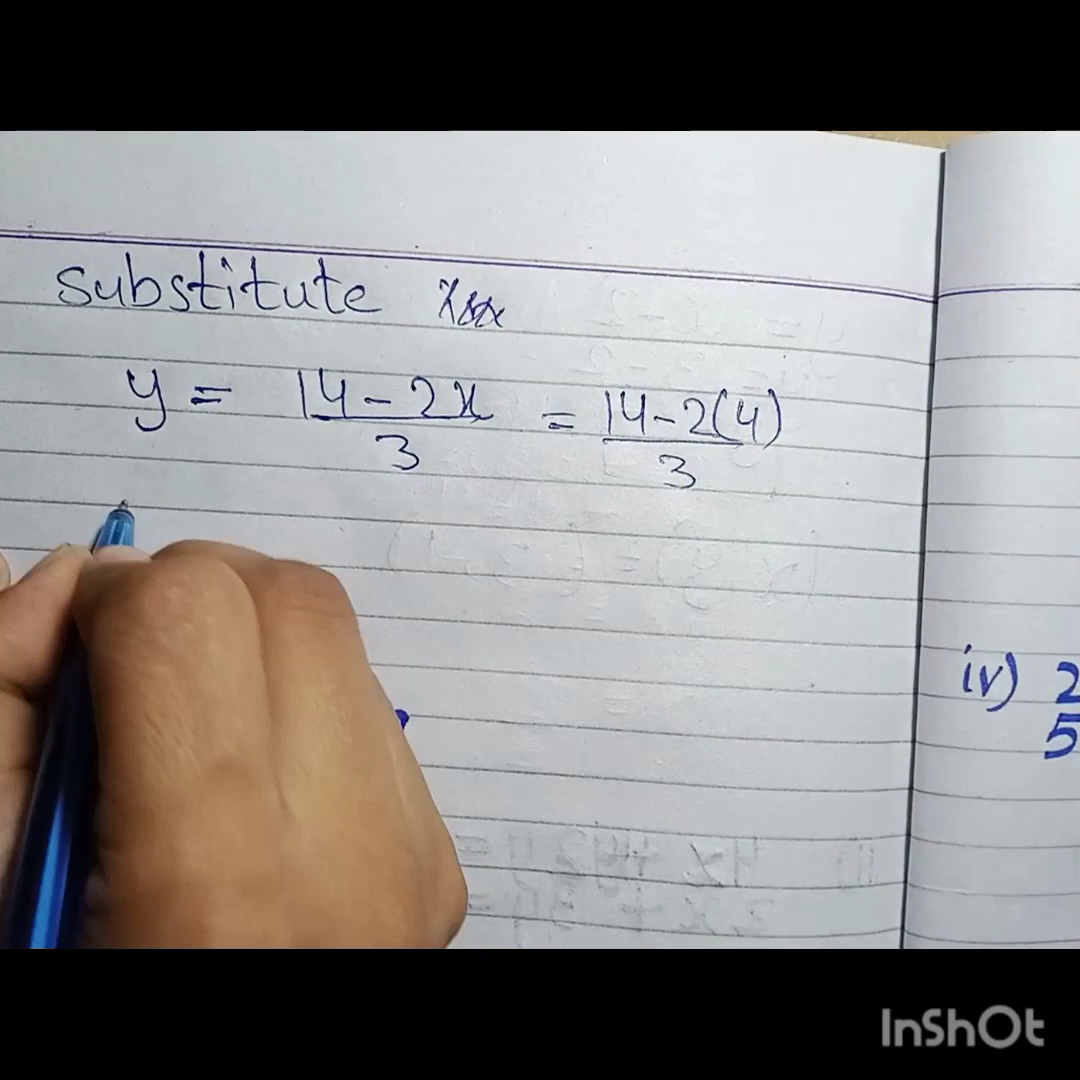 substitute
y = 14 - 2x / 3 = 14 - 2(4) / 3
iv) 2
5
InShOt